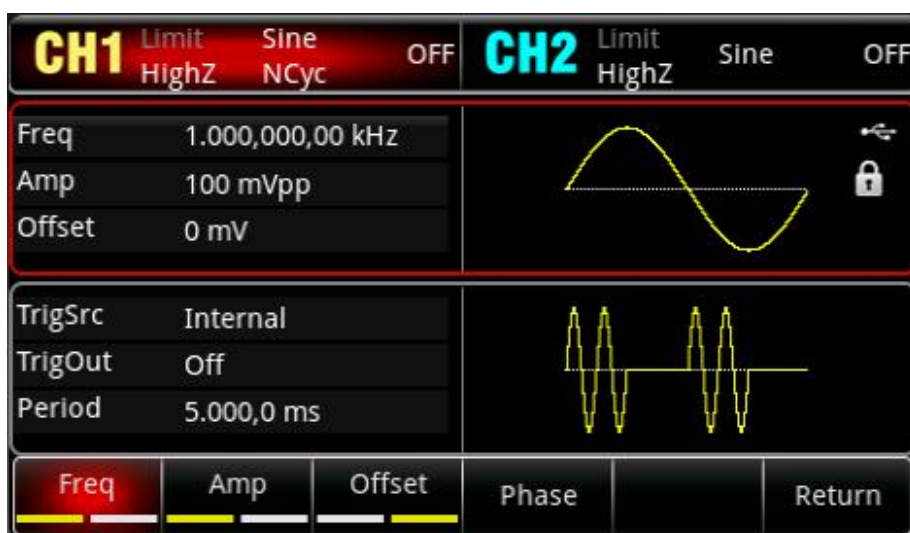 CH1 Limit Sine OFF CH2 Limit Sine OFF
HighZ NCyc HighZ
Freq 1.000,000,00 kHz
Amp 100 mVpp
Offset 0 mV
TrigSrc Internal
TrigOut Off
Period 5.000,0 ms
Freq Amp Offset Phase Return